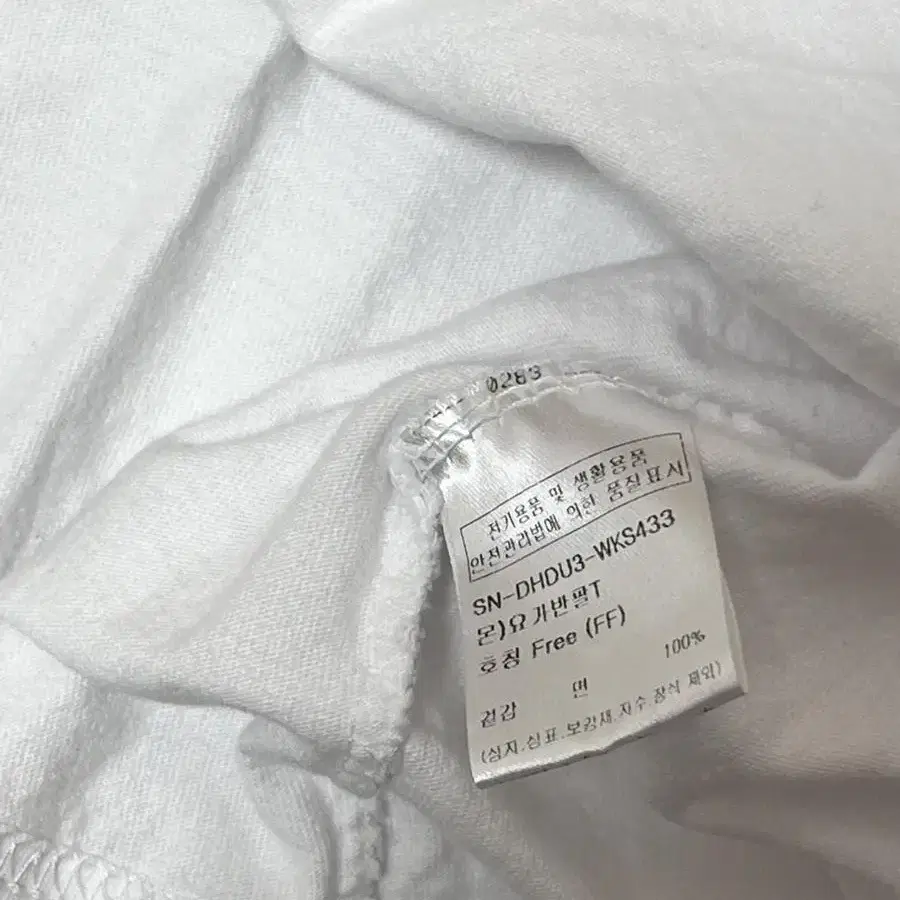 0283
전기용품 및 생활용품
안전관리법에 의한 품질표시
SN-DHDU3-WKS433
몬)요가반팔T
호칭 Free (FF)
겉감 면 100%
(심지.심표.보강새.자수.장식 제외)